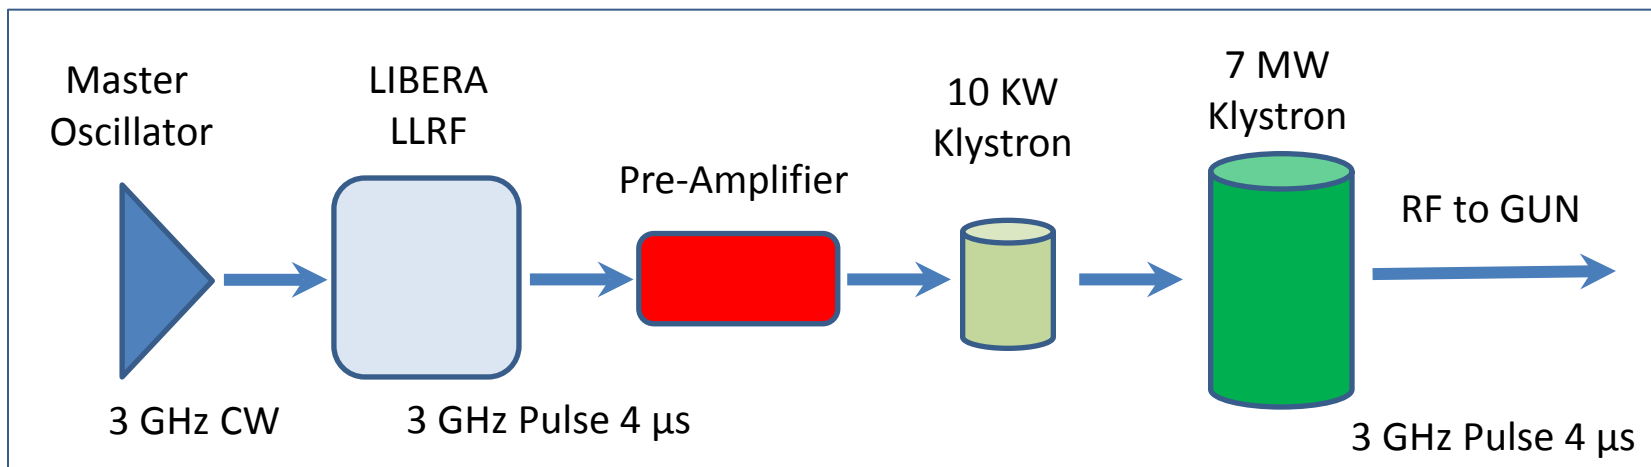 Master
Oscillator
LIBERA
LLRF
Pre-Amplifier
10 KW
Klystron
7 MW
Klystron
RF to GUN
3 GHz CW
3 GHz Pulse 4 µs
3 GHz Pulse 4 µs